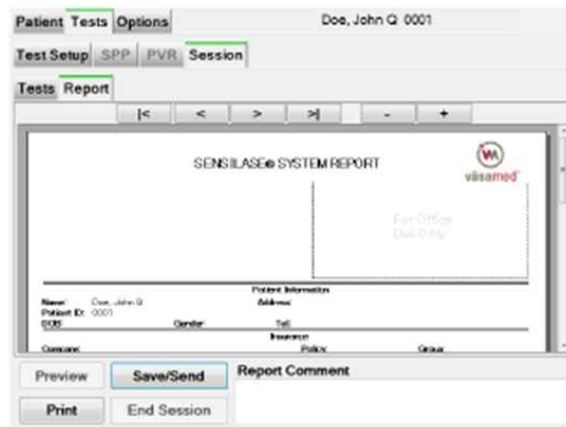 Patient Tests Options Doe, John Q 0001
Test Setup SPP PVR Session
Tests Report
|< < > >| - +
SENSILASE® SYSTEM REPORT
väsamed
For Office
Use Only
Patient Information
Name: Doe, John Q Address:
Patient ID: 0001
DOB: Gender: Tel:
Insurance
Company: Policy: Group:
Preview Save/Send Report Comment
Print End Session